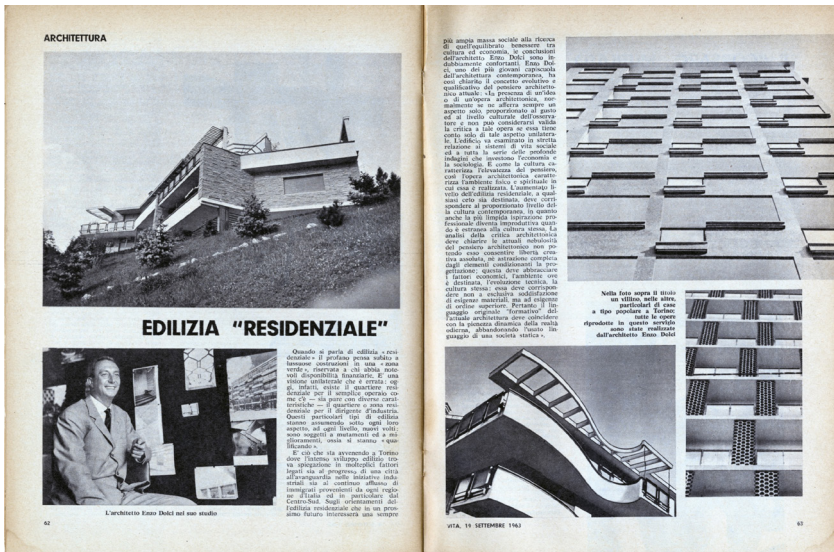 ARCHITETTURA
EDILIZIA "RESIDENZIALE"
Quando si parla di edilizia «resi-
denziale» il profano pensa subito a
lussuose costruzioni in una «zona
verde», riservata a chi abbia note-
voli disponibilità finanziarie. E' una
visione unilaterale che è errata: og-
gi, infatti, esiste il quartiere resi-
denziale per il semplice operaio co-
me c'è — sia pure con diverse carat-
teristiche — il quartiere o zona resi-
denziale per il dirigente d'industria.
Questi particolari tipi di edilizia
stanno assumendo sotto ogni loro
aspetto, ad ogni livello, nuovi volti:
sono soggetti a mutamenti ed a mi-
glioramenti, ossia si stanno «qua-
lificando».
E' ciò che sta avvenendo a Torino
dove l'intenso sviluppo edilizio tro-
va spiegazione in molteplici fattori
legati sia al progresso di una città
all'avanguardia nelle iniziative indu-
striali sia al continuo afflusso di
immigrati provenienti da ogni regio-
ne d'Italia ed in particolare dal
Centro-Sud. Sugli orientamenti del-
l'edilizia residenziale che in un pros-
simo futuro interesserà una sempre
L'architetto Enzo Dolci nel suo studio
62
più ampia massa sociale alla ricerca
di quell'equilibrato benessere tra
cultura ed economia, le conclusioni
dell'architetto Enzo Dolci sono in-
dubbiamente confortanti. Enzo Dol-
ci, uno dei più giovani capiscuola
dell'architettura contemporanea, ha
così chiarito il concetto evolutivo e
qualificativo del pensiero architetto-
nico attuale: «In presenza di un'idea
o di un'opera architettonica, nor-
malmente se ne afferra sempre un
aspetto solo, proporzionato al gusto
ed al livello culturale dell'osserva-
tore e non può considerarsi valida
la critica a tale opera se essa tiene
conto solo di tale aspetto unilatera-
le. L'edificio va esaminato in stretta
relazione ai sistemi di vita sociale
ed a tutta la serie delle profonde
indagini che investono l'economia e
la sociologia. E come la cultura ca-
ratterizza l'elevatezza del pensiero,
così l'opera architettonica caratte-
rizza l'ambiente fisico e spirituale in
cui essa è realizzata. L'aumentato li-
vello dell'edilizia residenziale, a qual-
siasi ceto sia destinata, deve corri-
spondere al proporzionato livello del-
la cultura contemporanea, in quanto
anche la più limpida ispirazione pro-
fessionale diventa improduttiva quan-
do è estranea alla cultura stessa. La
analisi della critica architettonica
deve chiarire le attuali nebulosità
del pensiero architettonico non po-
tendo esso consentire libertà crea-
tiva assoluta, né astrazione completa
dagli elementi condizionanti la pro-
gettazione; questa deve abbracciare
i fattori economici, l'ambiente ove
è destinata, l'evoluzione tecnica, la
cultura stessa: essa deve corrispon-
dere non a esclusiva soddisfazione
di esigenze materiali, ma ad esigenze
di ordine superiore. Pertanto il lin-
guaggio originale "formativo" del-
l'attuale architettura deve coincidere
con la pienezza dinamica della realtà
odierna, abbandonando l'usato lin-
guaggio di una società statica».
Nella foto sopra il titolo
un villino, nelle altre,
particolari di case
a tipo popolare a Torino:
tutte le opere
riprodotte in questo servizio
sono state realizzate
dall'architetto Enzo Dolci
VITA, 19 SETTEMBRE 1963
63